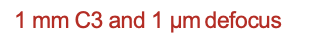 1 mm C3 and 1 µm defocus